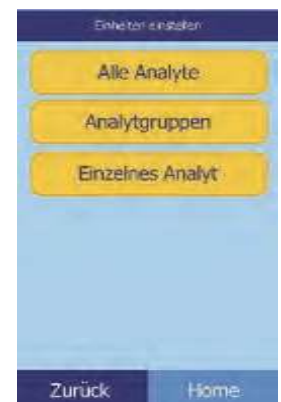 Einheiten einstellen
Alle Analyte
Analytgruppen
Einzelnes Analyt
Zurück Home